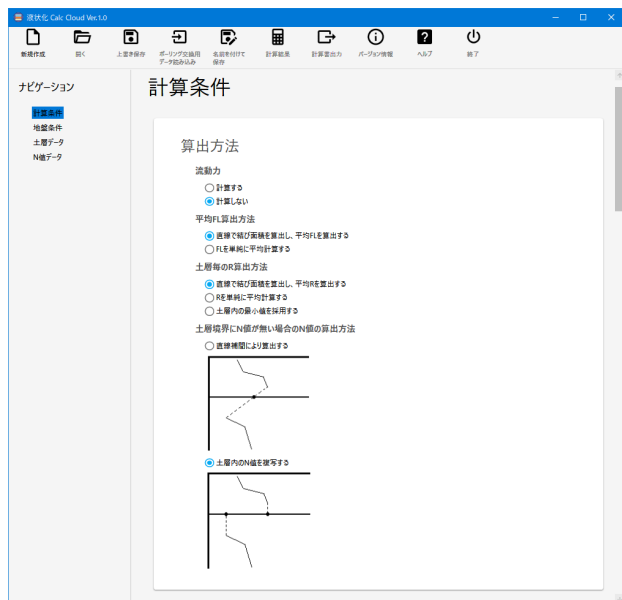 液状化 Calc Cloud Ver.1.0
新規作成
開く
上書き保存
ボーリング交換用
データ読み込み
名前を付けて
保存
計算結果
計算書出力
バージョン情報
ヘルプ
終了
ナビゲーション
計算条件
地盤条件
土層データ
N値データ
計算条件
算出方法
流動力
計算する
計算しない
平均FL算出方法
直線で結び面積を算出し、平均FLを算出する
FLを単純に平均計算する
土層毎のR算出方法
直線で結び面積を算出し、平均Rを算出する
Rを単純に平均計算する
土層内の最小値を採用する
土層境界にN値が無い場合のN値の算出方法
直線補間により算出する
土層内のN値を複写する